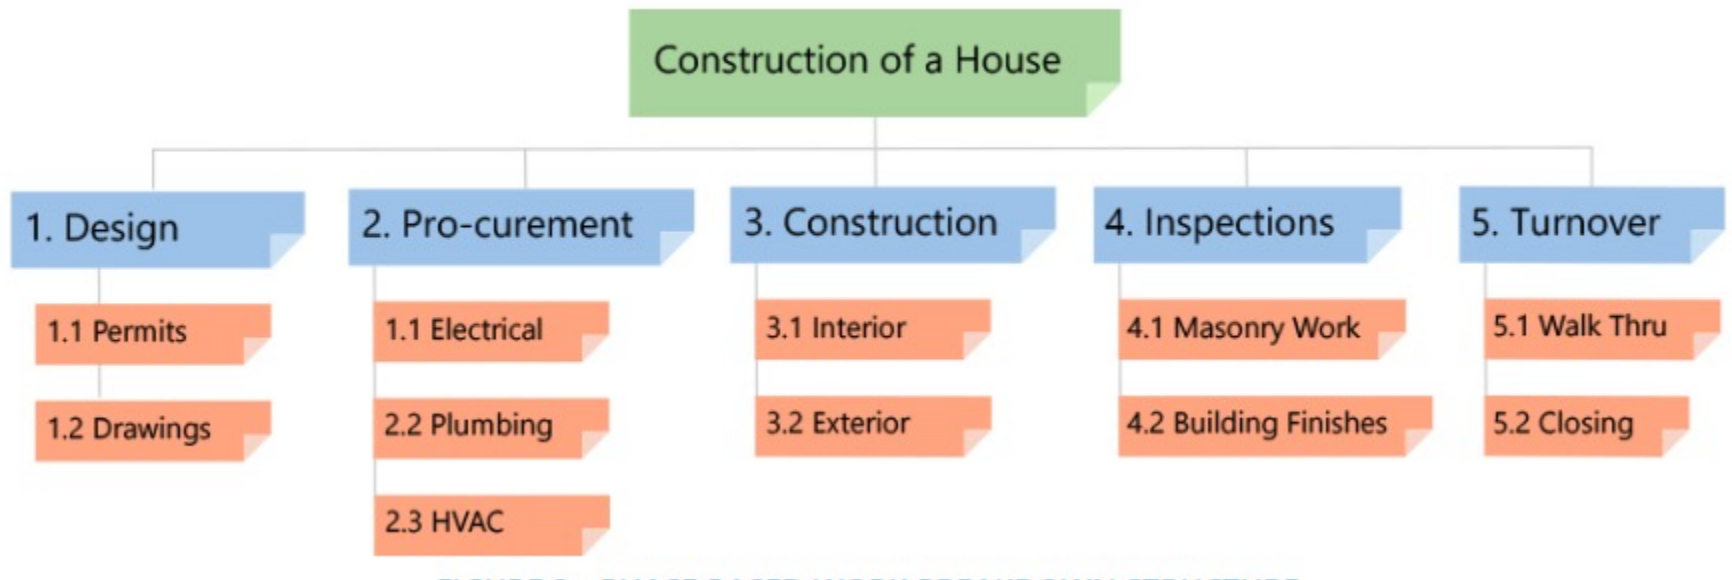 Construction of a House
1. Design
1.1 Permits
1.2 Drawings
2. Pro-curement
1.1 Electrical
2.2 Plumbing
2.3 HVAC
3. Construction
3.1 Interior
3.2 Exterior
4. Inspections
4.1 Masonry Work
4.2 Building Finishes
5. Turnover
5.1 Walk Thru
5.2 Closing